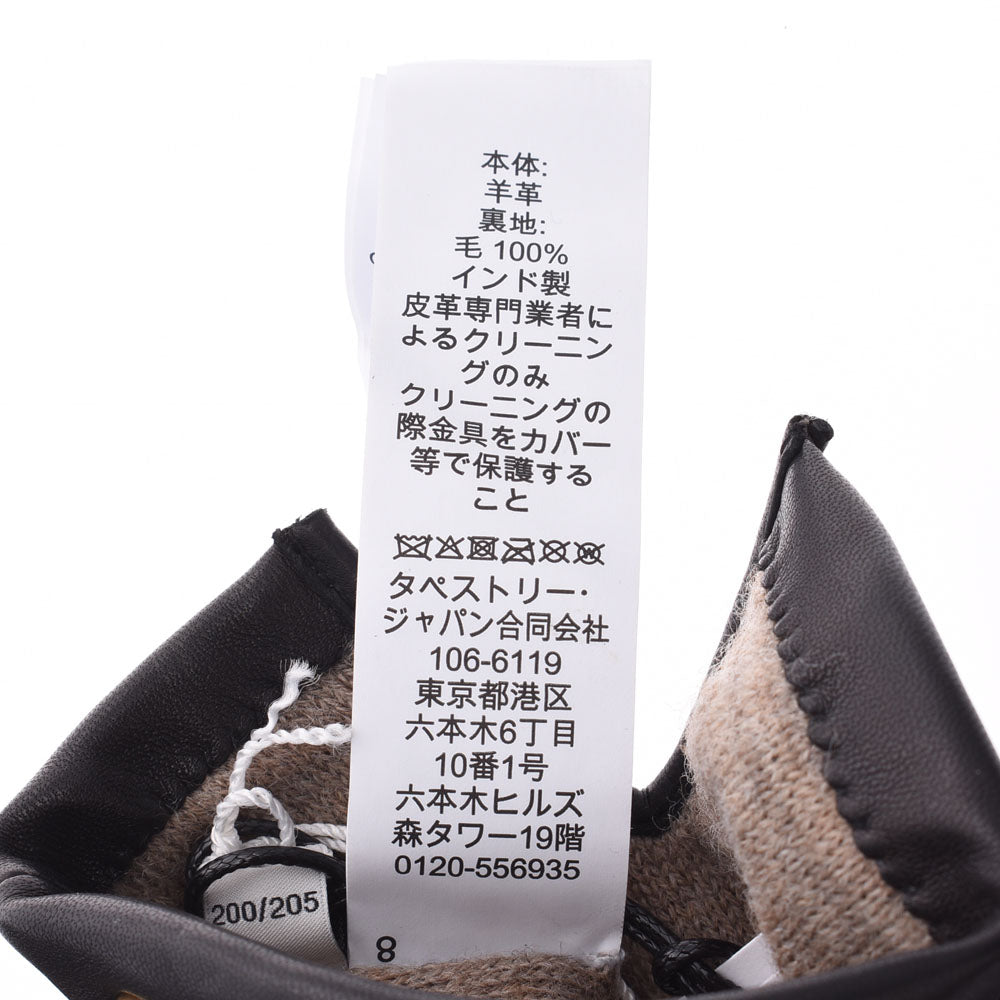 本体:
羊革
裏地:
毛 100%
インド製
皮革専門業者に
よるクリーニン
グのみ
クリーニングの
際金具をカバー
等で保護する
こと
タペストリー・
ジャパン合同会社
106-6119
東京都港区
六本木6丁目
10番1号
六本木ヒルズ
森タワー19階
0120-556935
200/205
8